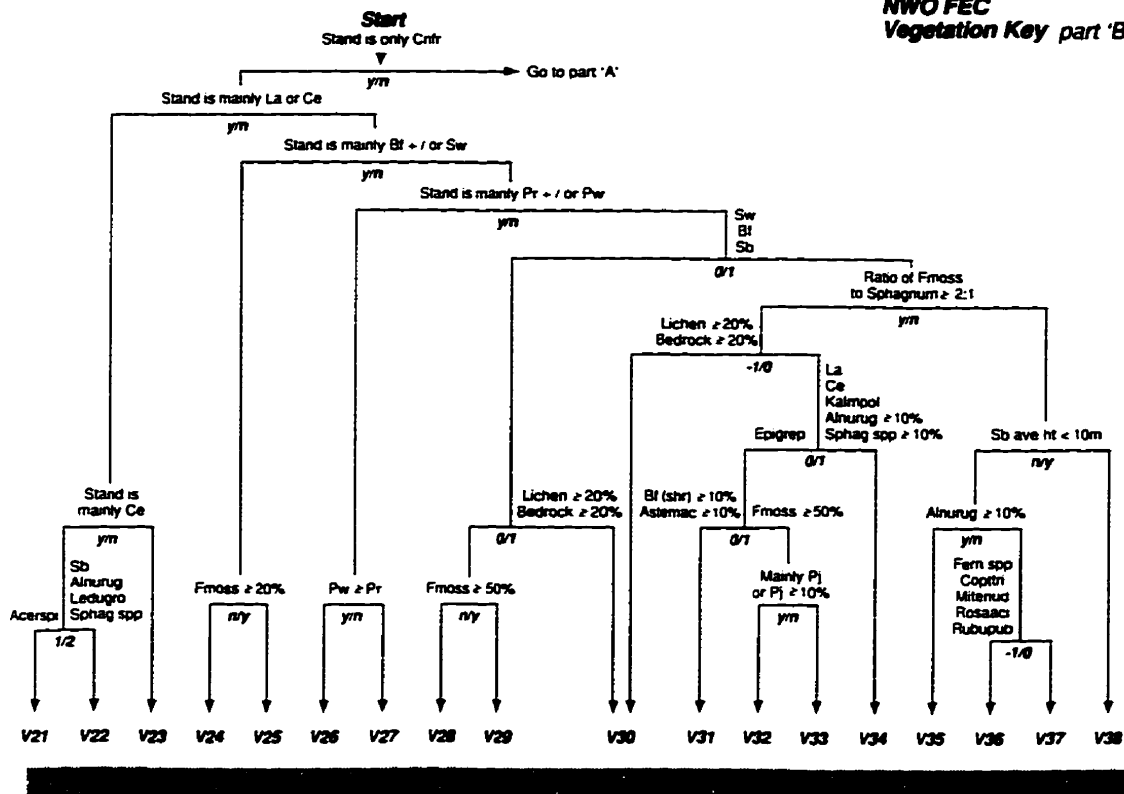 NWO FEC
Vegetation Key part 'B
Start
Stand is only Cnfr
y/n
Go to part 'A'
Stand is mainly La or Ce
y/n
Stand is mainly Bf + / or Sw
y/n
Stand is mainly Pr + / or Pw
y/n
Sw
Bf
Sb
0/1
Ratio of Fmoss
to Sphagnum ≥ 2:1
y/n
Lichen ≥ 20%
Bedrock ≥ 20%
-1/0
La
Ce
Kalmpol
Alnurug ≥ 10%
Sphag spp ≥ 10%
Epigrep
0/1
Sb ave ht < 10m
n/y
Stand is
mainly Ce
y/n
Lichen ≥ 20%
Bedrock ≥ 20%
0/1
Bf (shr) ≥ 10%
Astemac ≥ 10%
Fmoss ≥ 50%
0/1
Alnurug ≥ 10%
y/n
Sb
Alnurug
Ledugro
Sphag spp
Acerspi
1/2
Fmoss ≥ 20%
n/y
Pw ≥ Pr
y/n
Fmoss ≥ 50%
n/y
Mainly Pj
or Pj ≥ 10%
y/n
Fern spp
Copttri
Mitenud
Rosaaci
Rubupub
-1/0
V21 V22 V23 V24 V25 V26 V27 V28 V29 V30 V31 V32 V33 V34 V35 V36 V37 V38